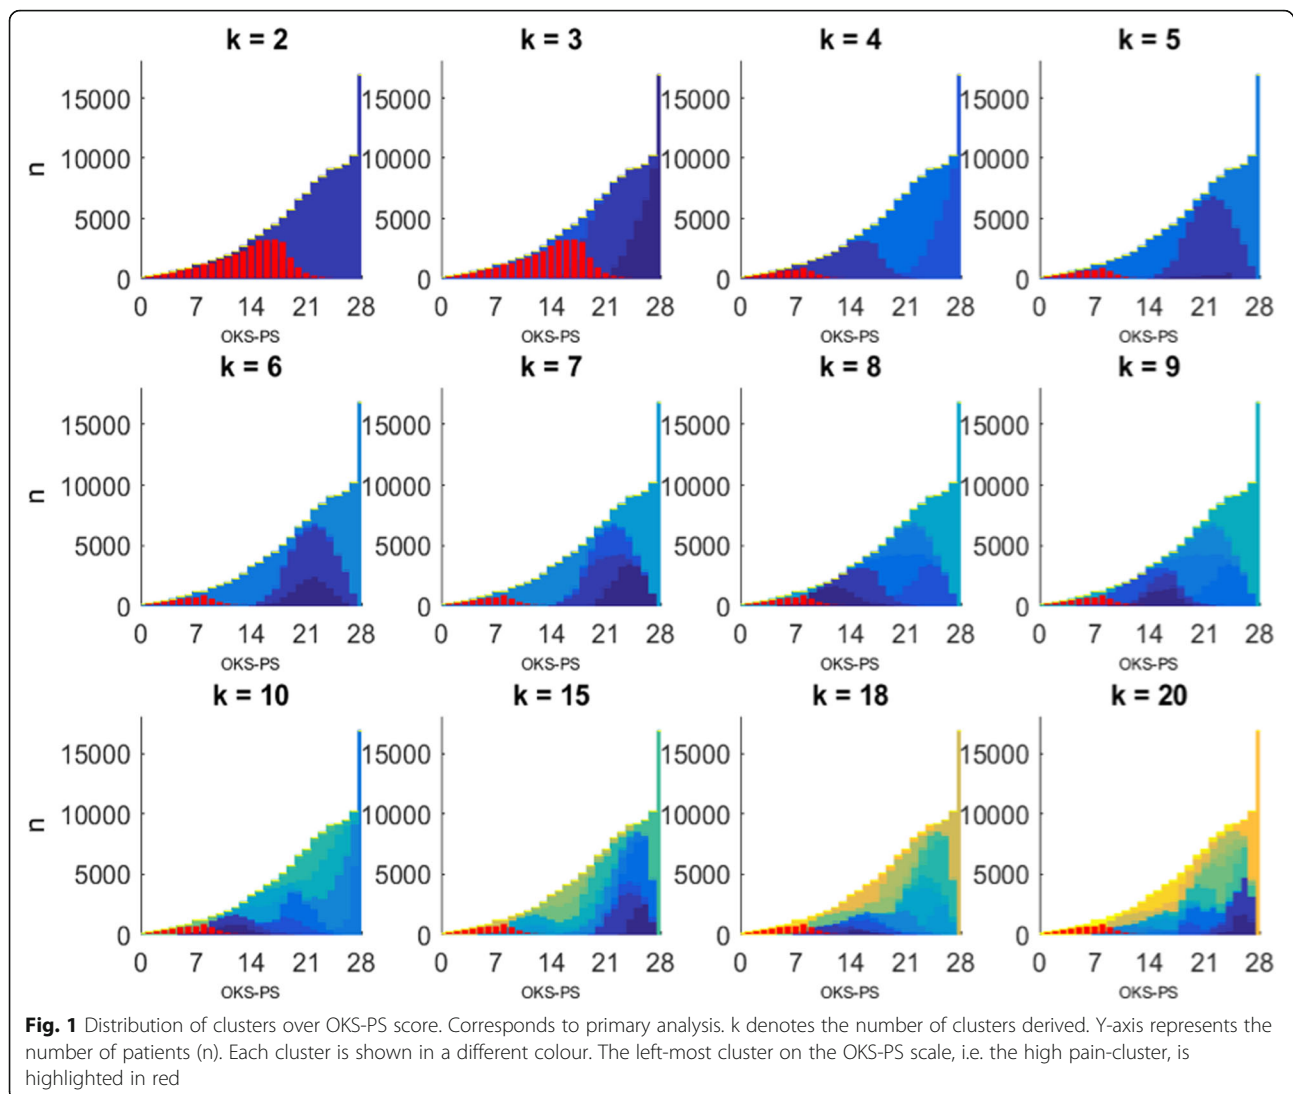 k = 2 k = 3 k = 4 k = 5
15000 15000 15000 15000
10000 10000 10000 10000
n
5000 5000 5000 5000
0 0 0 0
0 7 14 21 28 0 7 14 21 28 0 7 14 21 28 0 7 14 21 28
OKS-PS OKS-PS OKS-PS OKS-PS
k = 6 k = 7 k = 8 k = 9
15000 15000 15000 15000
10000 10000 10000 10000
n
5000 5000 5000 5000
0 0 0 0
0 7 14 21 28 0 7 14 21 28 0 7 14 21 28 0 7 14 21 28
OKS-PS OKS-PS OKS-PS OKS-PS
k = 10 k = 15 k = 18 k = 20
15000 15000 15000 15000
10000 10000 10000 10000
n
5000 5000 5000 5000
0 0 0 0
0 7 14 21 28 0 7 14 21 28 0 7 14 21 28 0 7 14 21 28
OKS-PS OKS-PS OKS-PS OKS-PS
Fig. 1 Distribution of clusters over OKS-PS score. Corresponds to primary analysis. k denotes the number of clusters derived. Y-axis represents the
number of patients (n). Each cluster is shown in a different colour. The left-most cluster on the OKS-PS scale, i.e. the high pain-cluster, is
highlighted in red